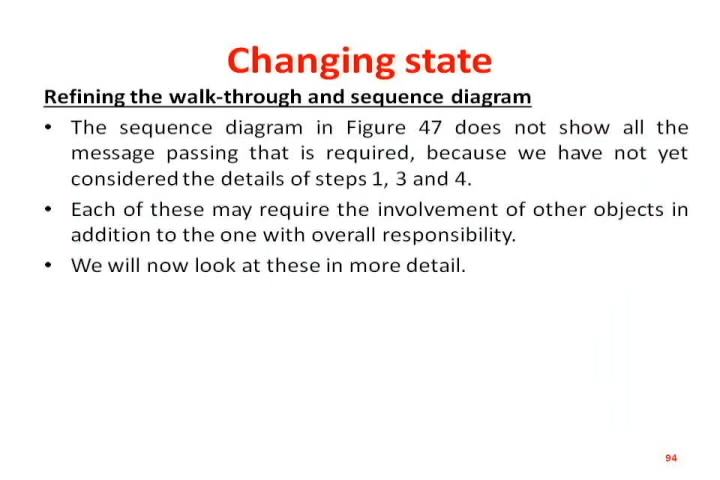 Changing state
Refining the walk-through and sequence diagram
• The sequence diagram in Figure 47 does not show all the
message passing that is required, because we have not yet
considered the details of steps 1, 3 and 4.
• Each of these may require the involvement of other objects in
addition to the one with overall responsibility.
• We will now look at these in more detail.
94